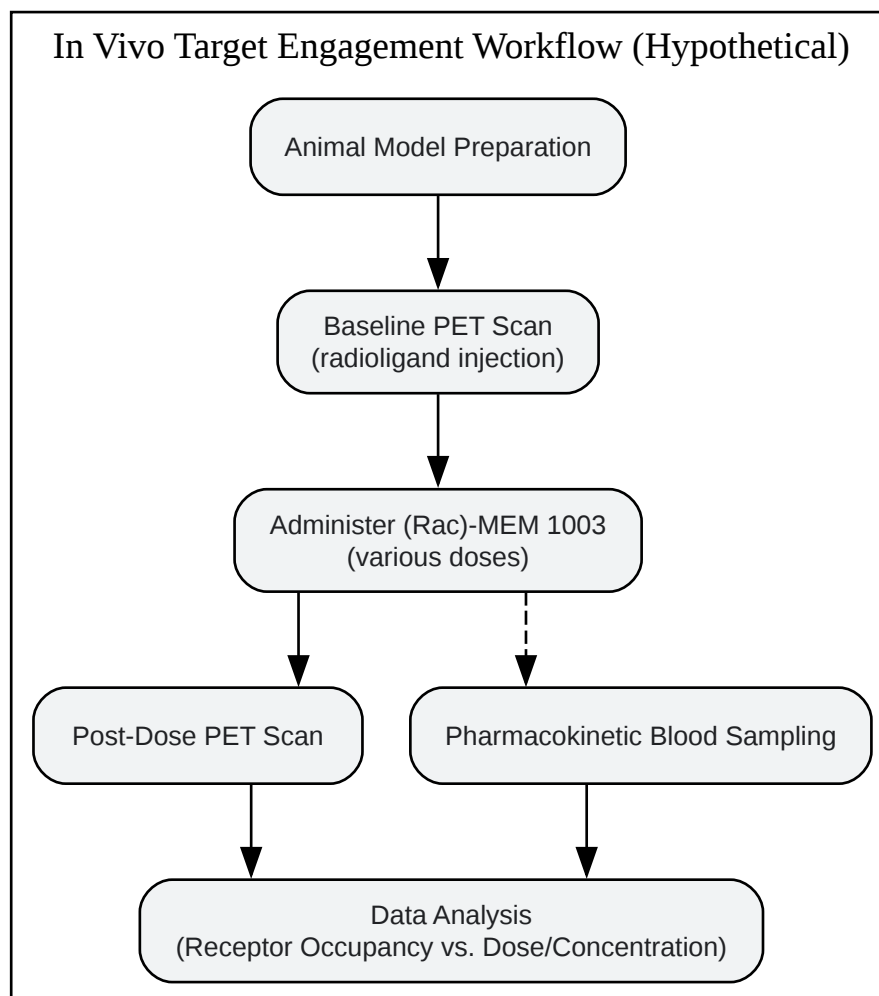 In Vivo Target Engagement Workflow (Hypothetical)
Animal Model Preparation
Baseline PET Scan
(radioligand injection)
Administer (Rac)-MEM 1003
(various doses)
Post-Dose PET Scan
Pharmacokinetic Blood Sampling
Data Analysis
(Receptor Occupancy vs. Dose/Concentration)